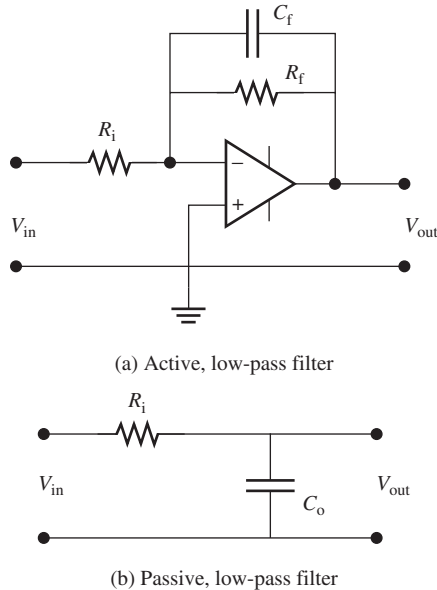 C_f
R_f
R_i
−
+
V_in
V_out
(a) Active, low-pass filter
R_i
V_in
C_o
V_out
(b) Passive, low-pass filter